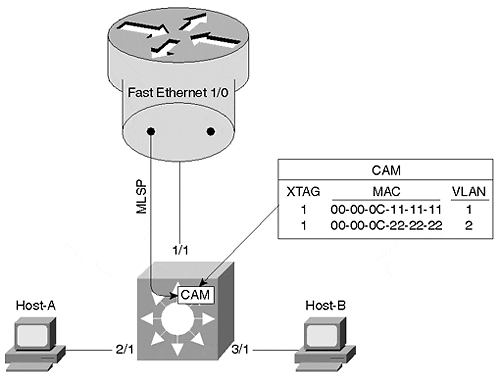 Fast Ethernet 1/0
MLSP
CAM
XTAG MAC VLAN
1 00-00-0C-11-11-11 1
1 00-00-0C-22-22-22 2
1/1
CAM
Host-A
Host-B
2/1
3/1